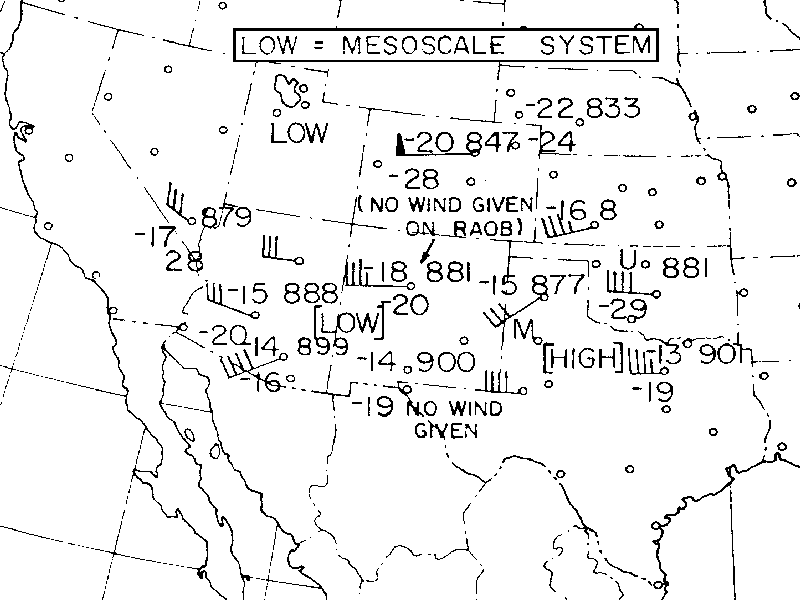 LOW = MESOSCALE SYSTEM
-22 833
LOW
-20 847 -24
-28
(NO WIND GIVEN
ON RAOB)
-16 8
879
-17
28
U
881
-18 881
-15 877
-15 888
-20
-29
[LOW]
M
-20
-14 899
[HIGH]
-13 901
-14 900
-16
-19
-19 NO WIND
GIVEN